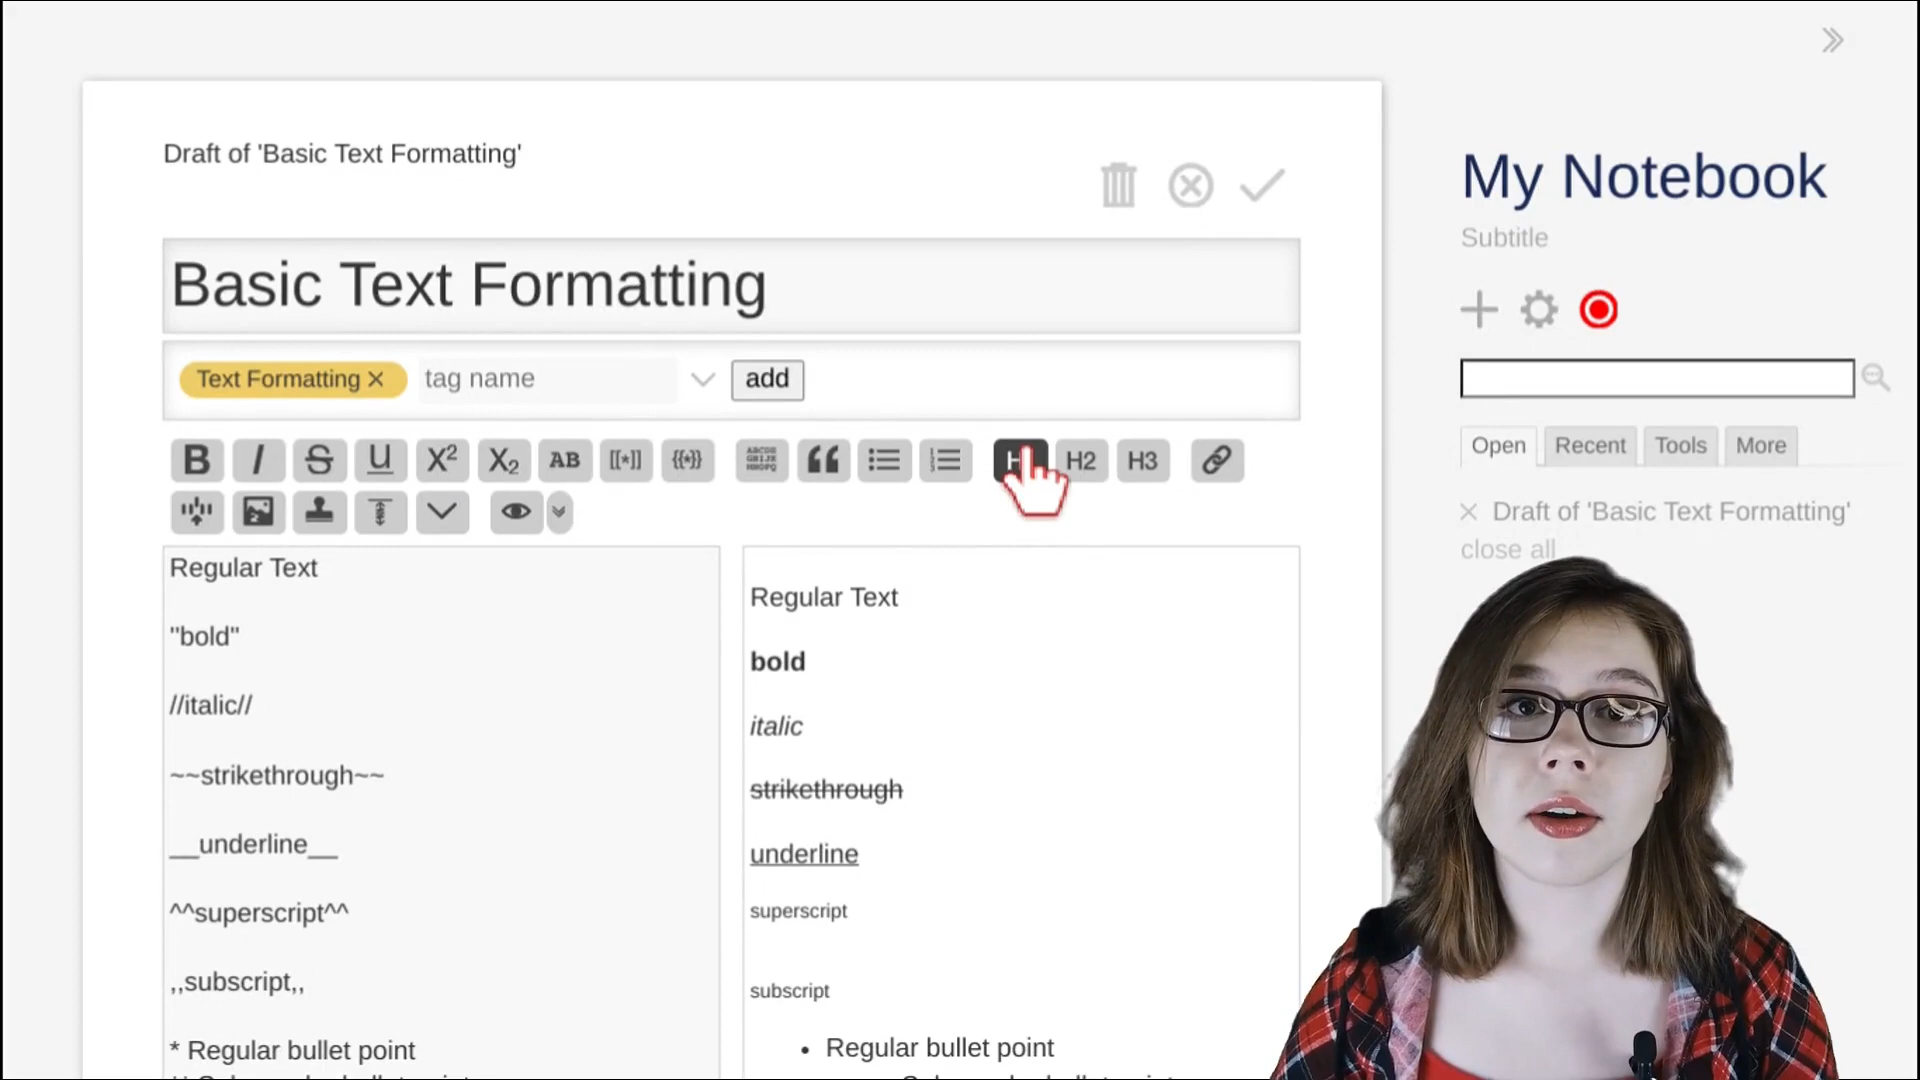 Draft of 'Basic Text Formatting'
Basic Text Formatting
Text Formatting × tag name add
B I S U X² X₂ AB [[*]] {{*}} H2 H3
Regular Text
''bold''
//italic//
~~strikethrough~~
__underline__
^^superscript^^
,,subscript,,
* Regular bullet point
Regular Text
bold
italic
strikethrough
underline
superscript
subscript
• Regular bullet point
My Notebook
Subtitle
Open Recent Tools More
× Draft of 'Basic Text Formatting'
close all